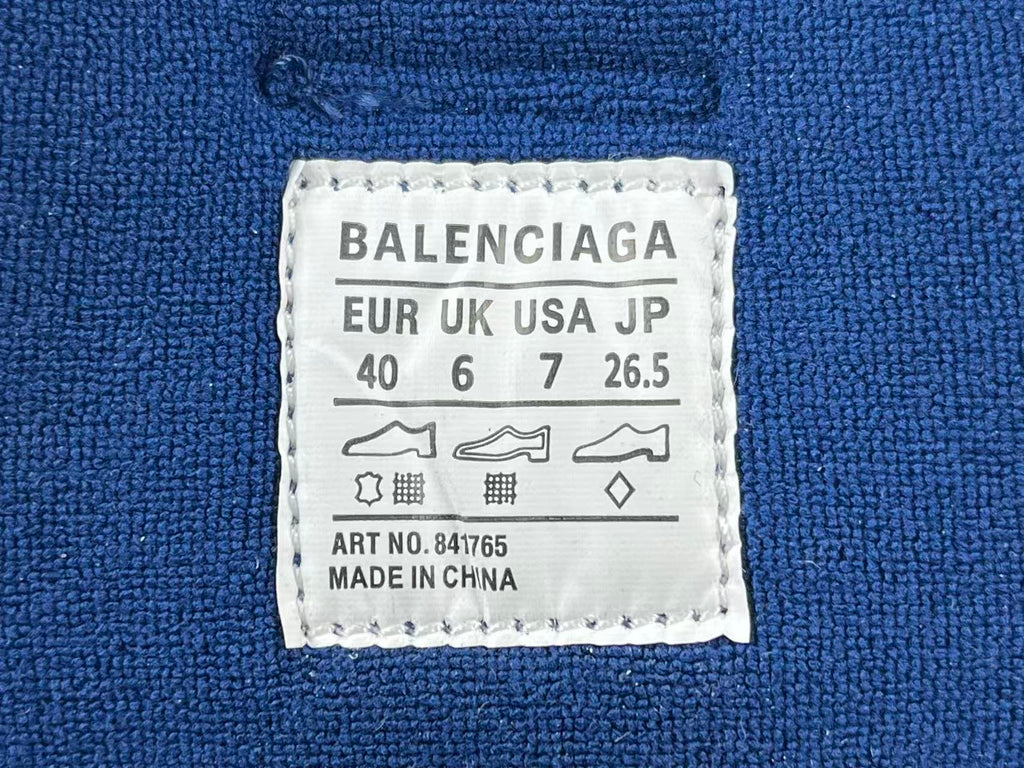 BALENCIAGA
EUR UK USA JP
40 6 7 26.5
ART NO. 841765
MADE IN CHINA